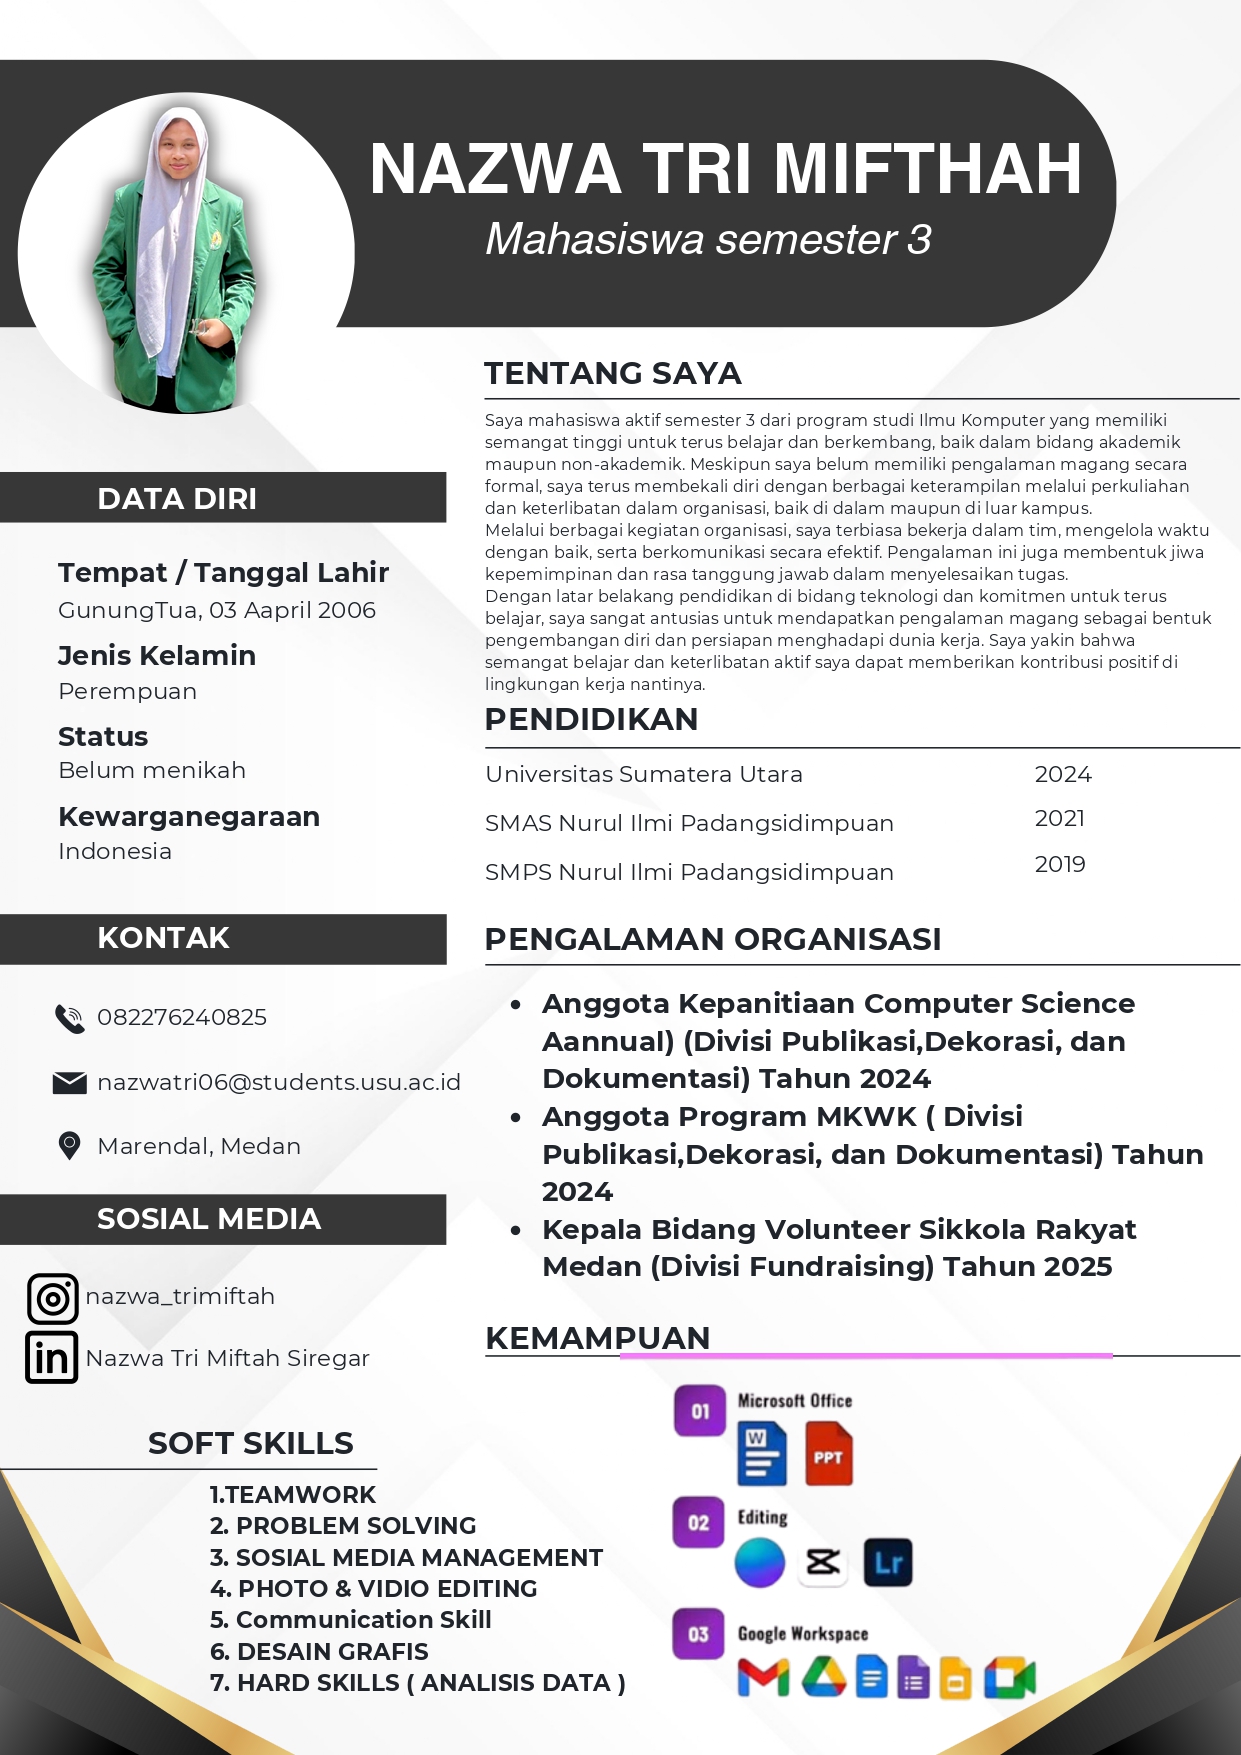 NAZWA TRI MIFTHAH
Mahasiswa semester 3
DATA DIRI
Tempat / Tanggal Lahir
GunungTua, 03 Aapril 2006
Jenis Kelamin
Perempuan
Status
Belum menikah
Kewarganegaraan
Indonesia
KONTAK
082276240825
nazwatri06@students.usu.ac.id
Marendal, Medan
SOSIAL MEDIA
nazwa_trimiftah
in
Nazwa Tri Miftah Siregar
SOFT SKILLS
1.TEAMWORK
2. PROBLEM SOLVING
3. SOSIAL MEDIA MANAGEMENT
4. PHOTO & VIDIO EDITING
5. Communication Skill
6. DESAIN GRAFIS
7. HARD SKILLS ( ANALISIS DATA )
TENTANG SAYA
Saya mahasiswa aktif semester 3 dari program studi Ilmu Komputer yang memiliki
semangat tinggi untuk terus belajar dan berkembang, baik dalam bidang akademik
maupun non-akademik. Meskipun saya belum memiliki pengalaman magang secara
formal, saya terus membekali diri dengan berbagai keterampilan melalui perkuliahan
dan keterlibatan dalam organisasi, baik di dalam maupun di luar kampus.
Melalui berbagai kegiatan organisasi, saya terbiasa bekerja dalam tim, mengelola waktu
dengan baik, serta berkomunikasi secara efektif. Pengalaman ini juga membentuk jiwa
kepemimpinan dan rasa tanggung jawab dalam menyelesaikan tugas.
Dengan latar belakang pendidikan di bidang teknologi dan komitmen untuk terus
belajar, saya sangat antusias untuk mendapatkan pengalaman magang sebagai bentuk
pengembangan diri dan persiapan menghadapi dunia kerja. Saya yakin bahwa
semangat belajar dan keterlibatan aktif saya dapat memberikan kontribusi positif di
lingkungan kerja nantinya.
PENDIDIKAN
Universitas Sumatera Utara 2024
SMAS Nurul Ilmi Padangsidimpuan 2021
SMPS Nurul Ilmi Padangsidimpuan 2019
PENGALAMAN ORGANISASI
• Anggota Kepanitiaan Computer Science
Aannual) (Divisi Publikasi,Dekorasi, dan
Dokumentasi) Tahun 2024
• Anggota Program MKWK ( Divisi
Publikasi,Dekorasi, dan Dokumentasi) Tahun
2024
• Kepala Bidang Volunteer Sikkola Rakyat
Medan (Divisi Fundraising) Tahun 2025
KEMAMPUAN
01 Microsoft Office
W PPT
02 Editing
Lr
03 Google Workspace